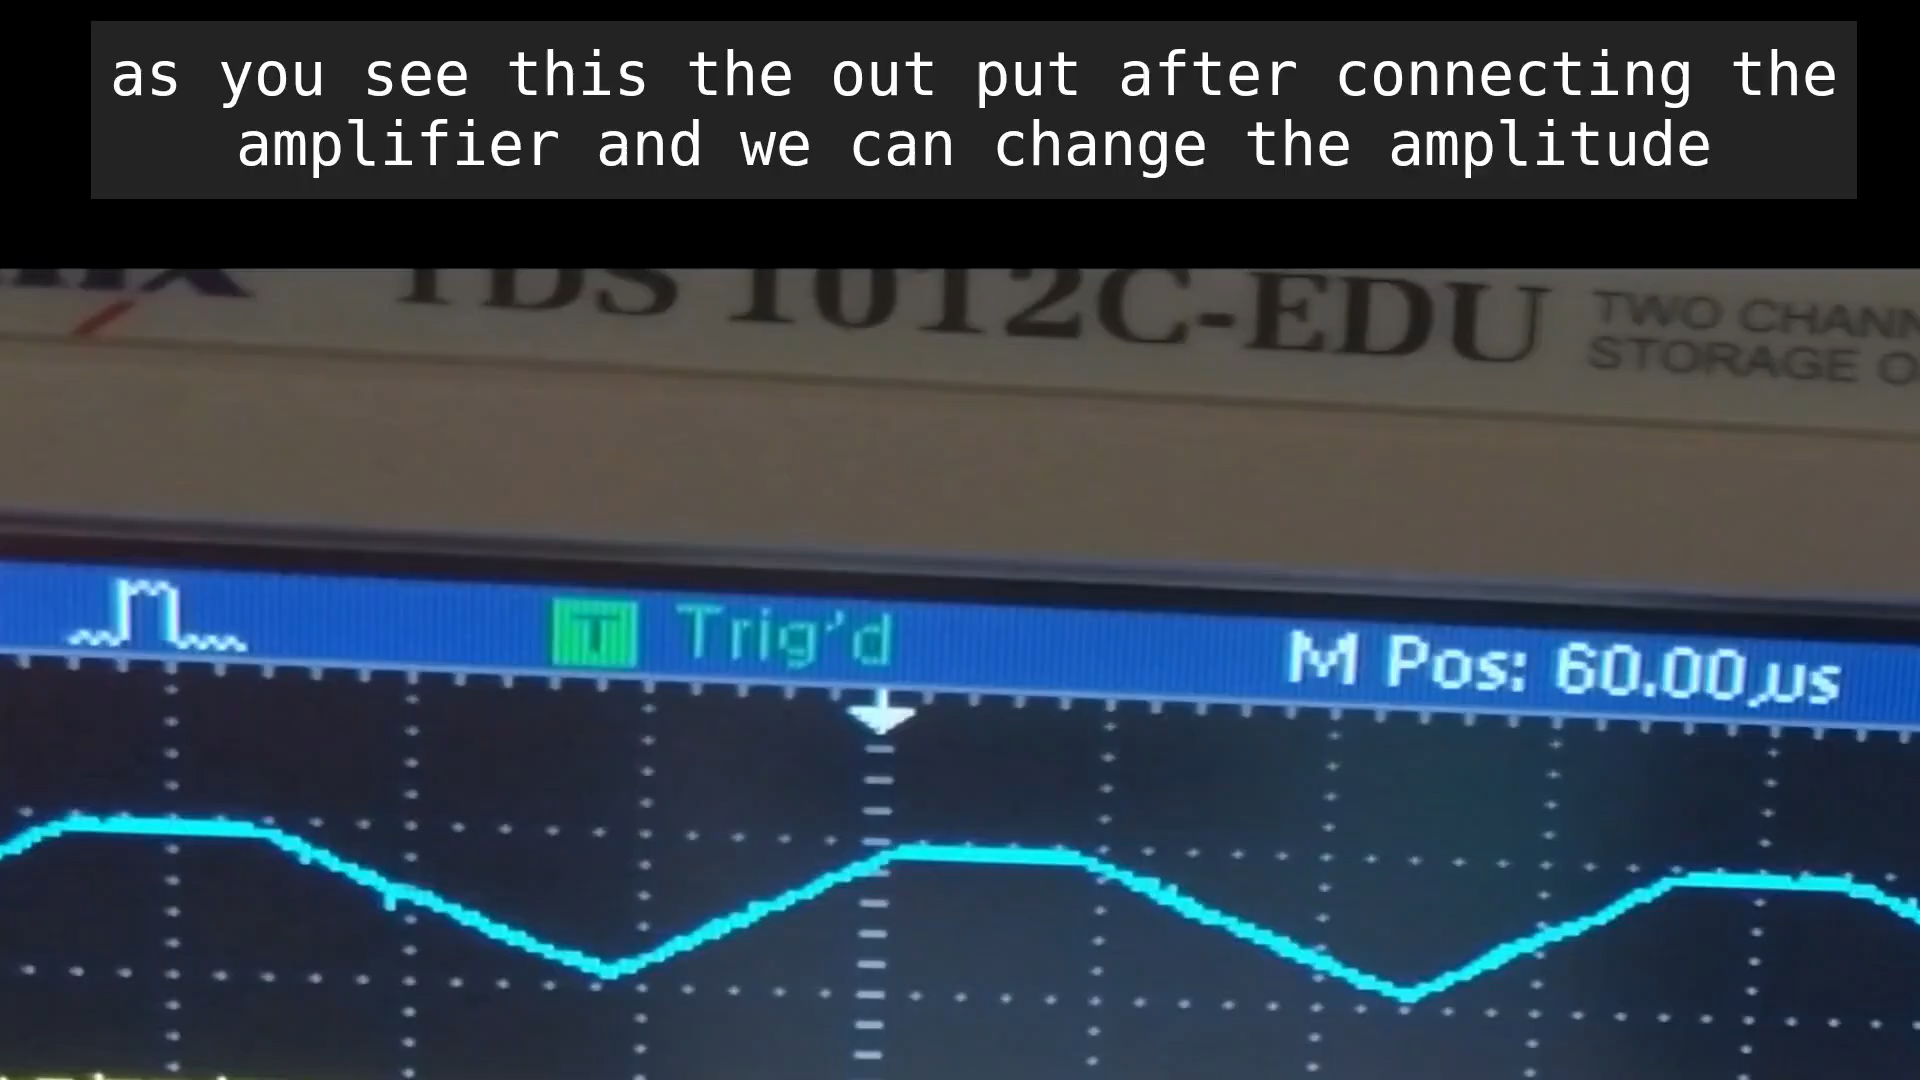 as you see this the out put after connecting the
amplifier and we can change the amplitude
TDS 1012C-EDU
TWO CHANN
STORAGE O
T Trig'd
M Pos: 60.00µs